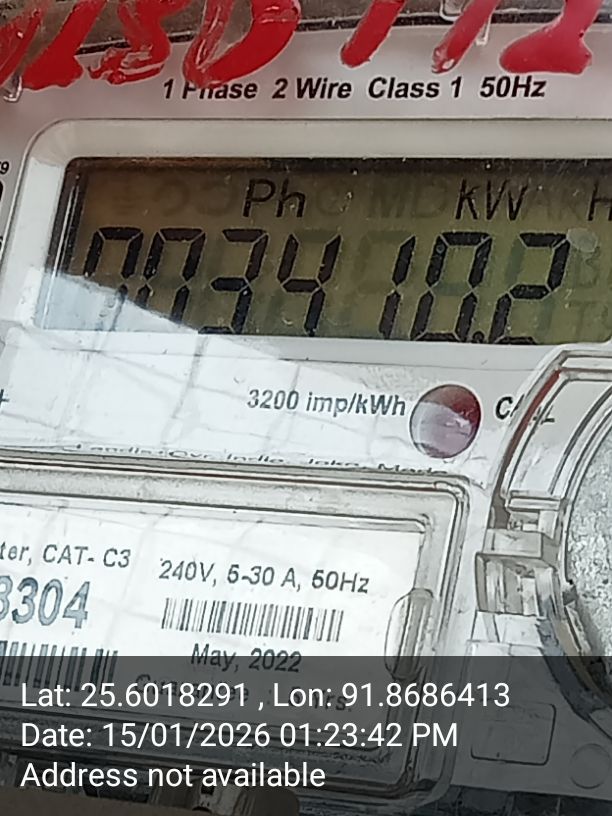 1 Phase 2 Wire Class 1 50Hz
Ph kW
003410.2
3200 imp/kWh
ter, CAT- C3
240V, 5-30 A, 50Hz
3304
May, 2022
Lat: 25.6018291 , Lon: 91.8686413
Date: 15/01/2026 01:23:42 PM
Address not available